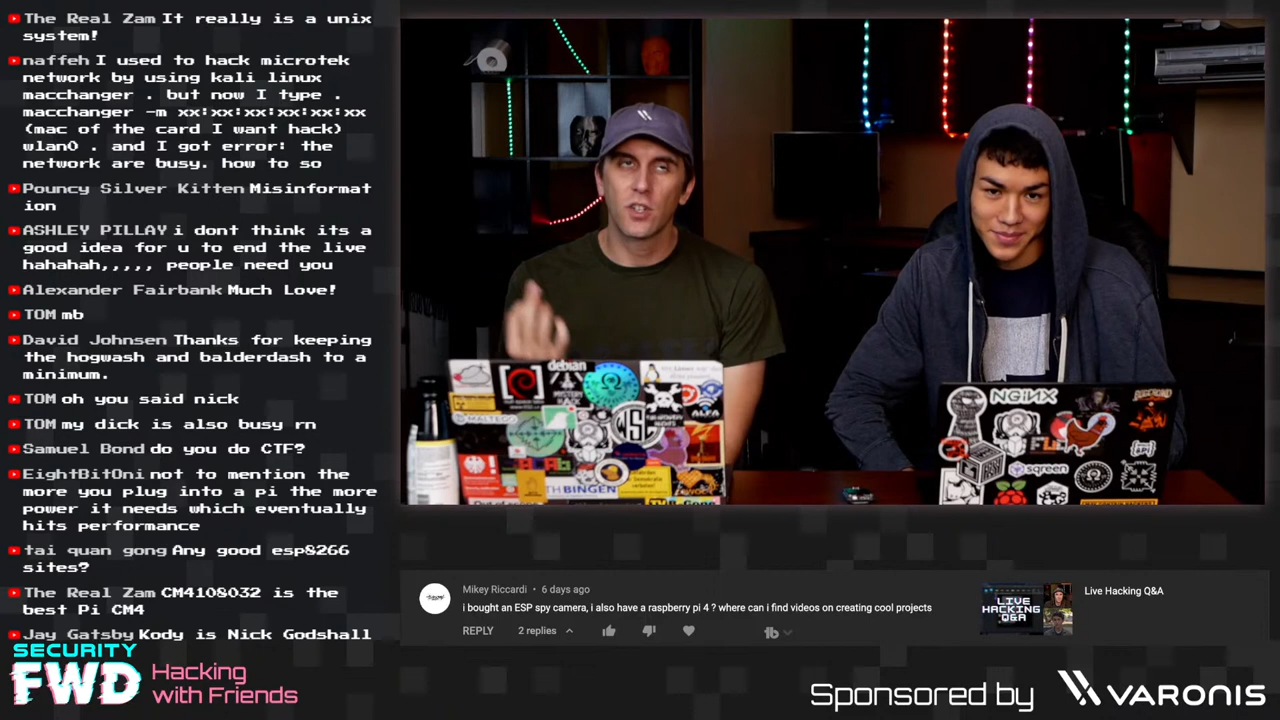 The Real Zam It really is a unix
system!
naffeh I used to hack microtek
network by using kali linux
macchanger . but now I type .
macchanger -m xx:xx:xx:xx:xx:xx
(mac of the card I want hack)
wlan0 . and I got error: the
network are busy. how to so
Pouncy Silver Kitten Misinformat
ion
ASHLEY PILLAY i dont think its a
good idea for u to end the live
hahahah,,,,, people need you
Alexander Fairbank Much Love!
TOM mb
David Johnsen Thanks for keeping
the hogwash and balderdash to a
minimum.
TOM oh you said nick
TOM my dick is also busy rn
Samuel Bond do you do CTF?
EightBitOni not to mention the
more you plug into a pi the more
power it needs which eventually
hits performance
tai quan gong Any good esp8266
sites?
The Real Zam CM4108032 is the
best Pi CM4
Jay Gatsby Kody is Nick Godshall
SECURITY
FWD
Hacking
with Friends
debian
MYSTERY
HACK
MALTEGO
WSL
ALFA
BINGEN
NGINX
sqreen
Mikey Riccardi • 6 days ago
i bought an ESP spy camera, i also have a raspberry pi 4 ? where can i find videos on creating cool projects
REPLY 2 replies
LIVE
HACKING
Q&A
Live Hacking Q&A
Sponsored by VARONIS